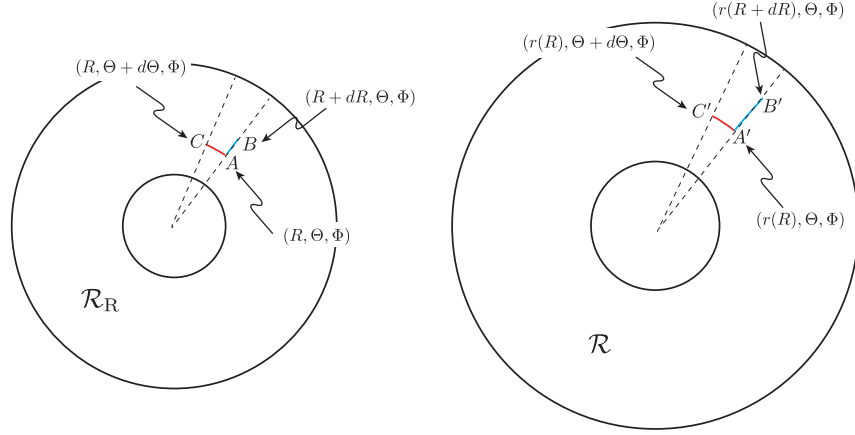 (R, Θ + dΘ, Φ)
(R + dR, Θ, Φ)
C
B
A
(R, Θ, Φ)
ℛ_R
(r(R + dR), Θ, Φ)
(r(R), Θ + dΘ, Φ)
C′
B′
A′
(r(R), Θ, Φ)
ℛ